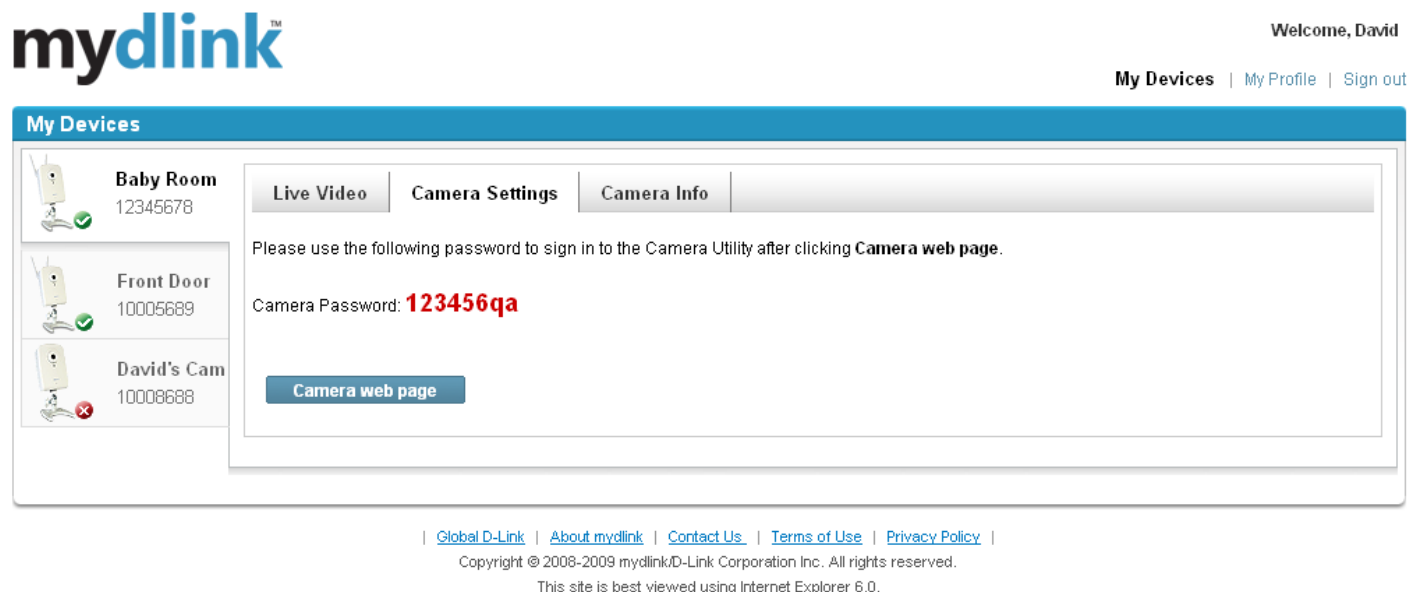 mydlink™
Welcome, David
My Devices | My Profile | Sign out
My Devices
Baby Room
12345678
Front Door
10005689
David's Cam
10008688
Live Video
Camera Settings
Camera Info
Please use the following password to sign in to the Camera Utility after clicking Camera web page.
Camera Password: 123456qa
Camera web page
| Global D-Link | About mydlink | Contact Us | Terms of Use | Privacy Policy |
Copyright © 2008-2009 mydlink/D-Link Corporation Inc. All rights reserved.
This site is best viewed using Internet Explorer 6.0.